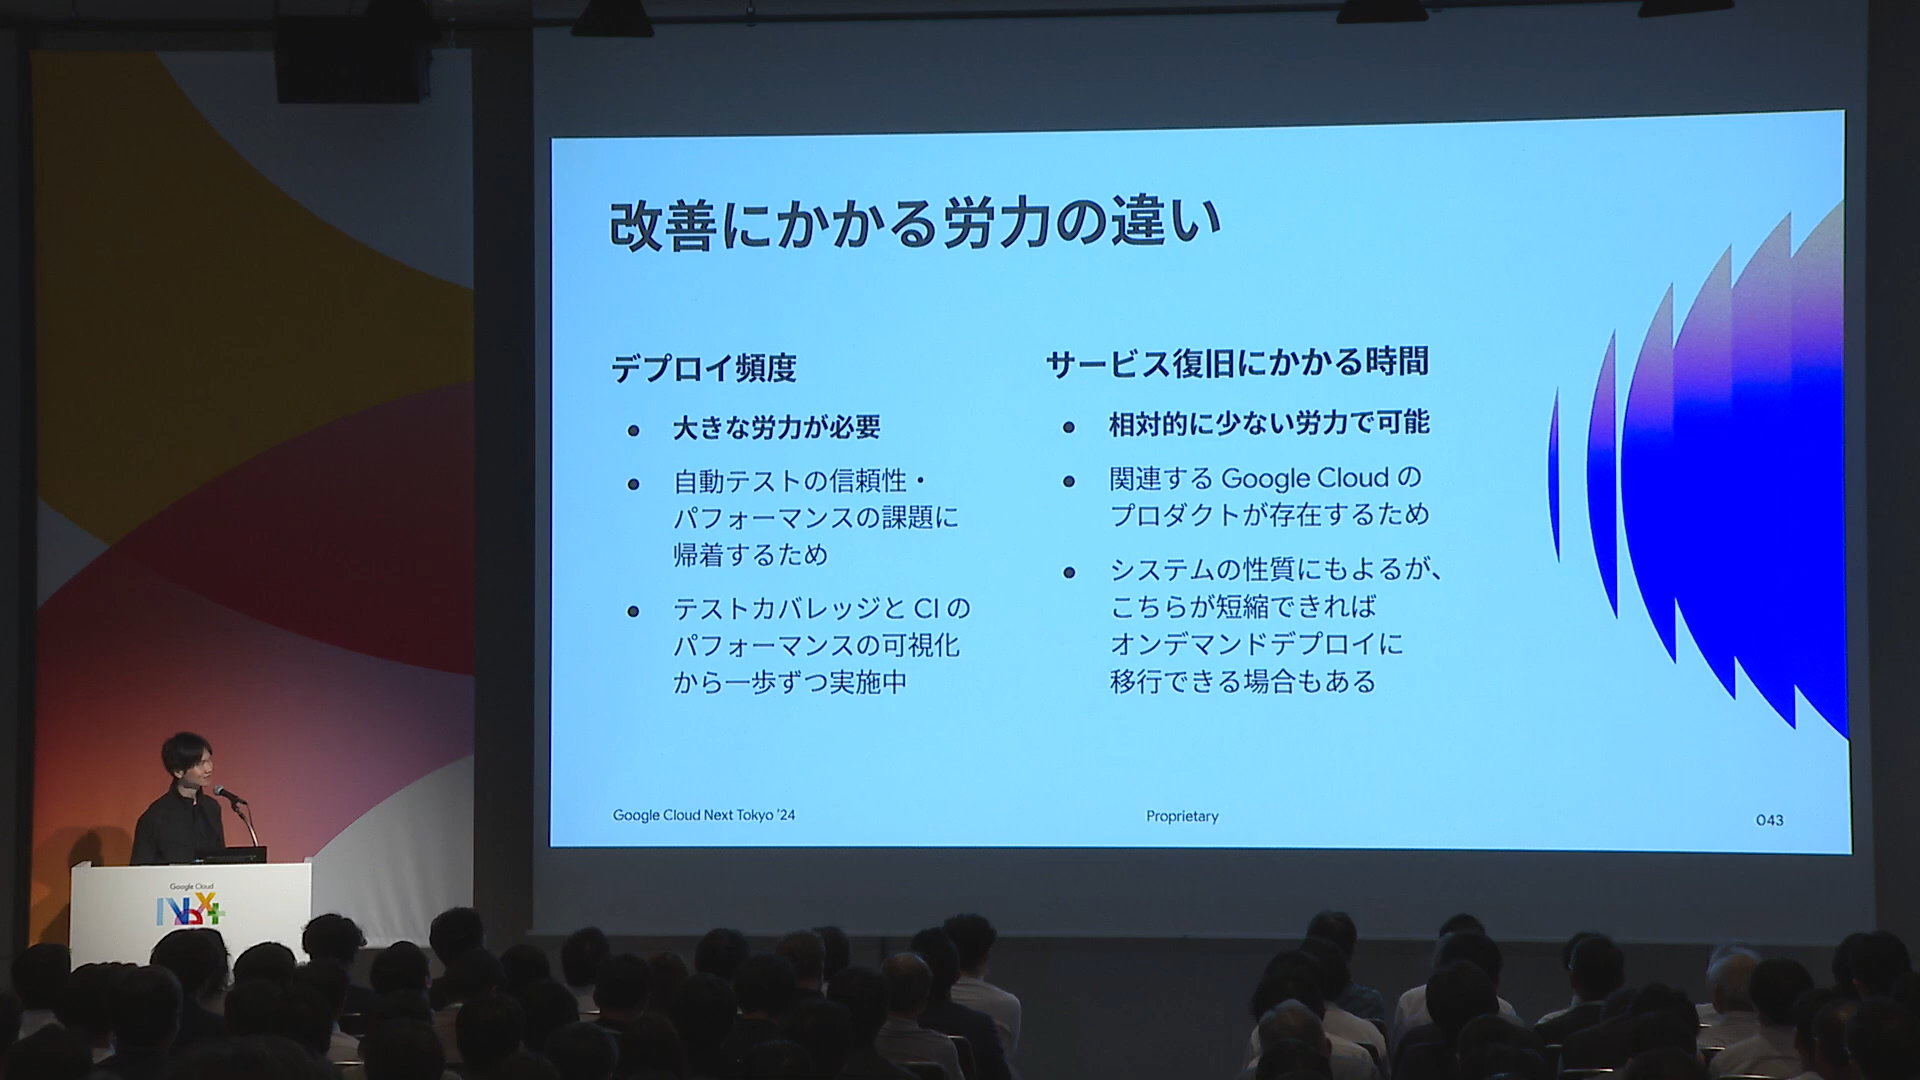 改善にかかる労力の違い
デプロイ頻度
● 大きな労力が必要
● 自動テストの信頼性・
パフォーマンスの課題に
帰着するため
● テストカバレッジと CI の
パフォーマンスの可視化
から一歩ずつ実施中
サービス復旧にかかる時間
● 相対的に少ない労力で可能
● 関連する Google Cloud の
プロダクトが存在するため
● システムの性質にもよるが、
こちらが短縮できれば
オンデマンドデプロイに
移行できる場合もある
Google Cloud Next Tokyo '24
Proprietary
043
Google Cloud
Next